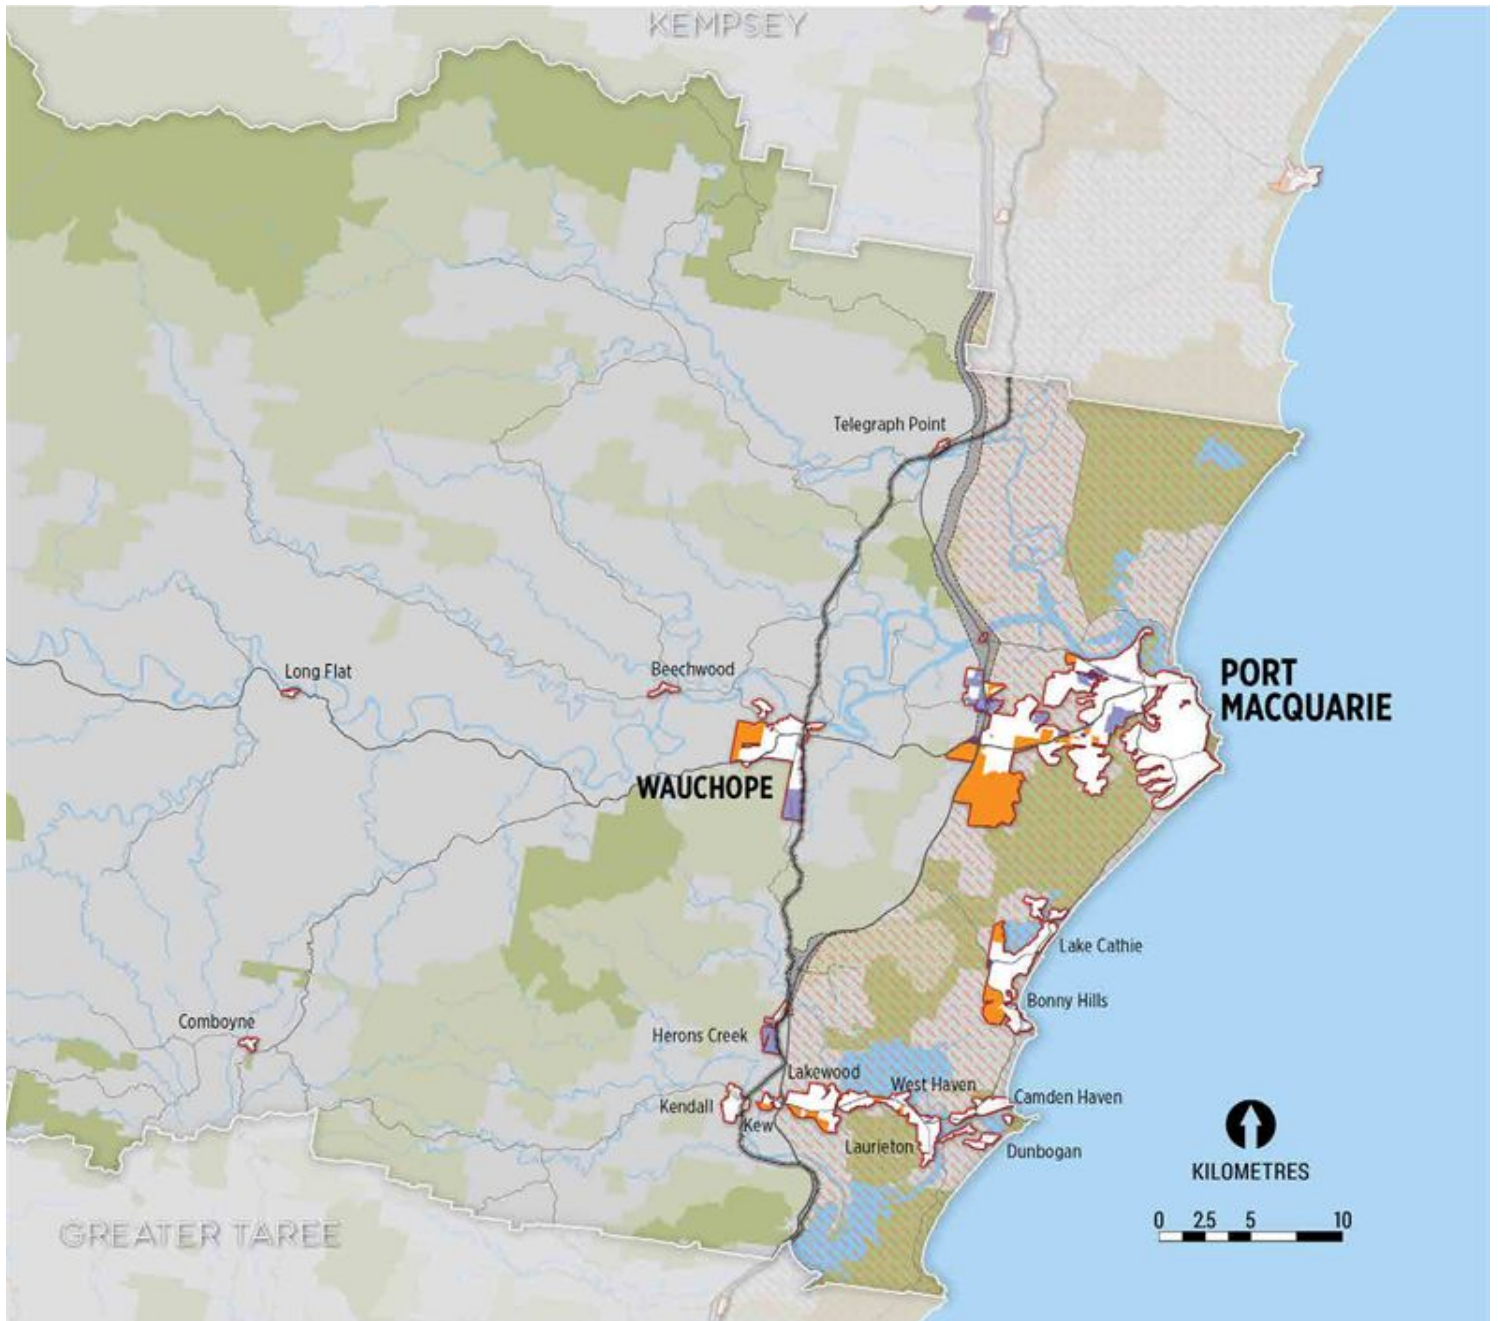 KEMPSEY
Telegraph Point
Long Flat
Beechwood
PORT
MACQUARIE
WAUCHOPE
Lake Cathie
Bonny Hills
Comboyne
Herons Creek
Lakewood
West Haven
Camden Haven
Kendall
Kew
Laurieton
Dunbogan
KILOMETRES
0 2.5 5 10
GREATER TAREE